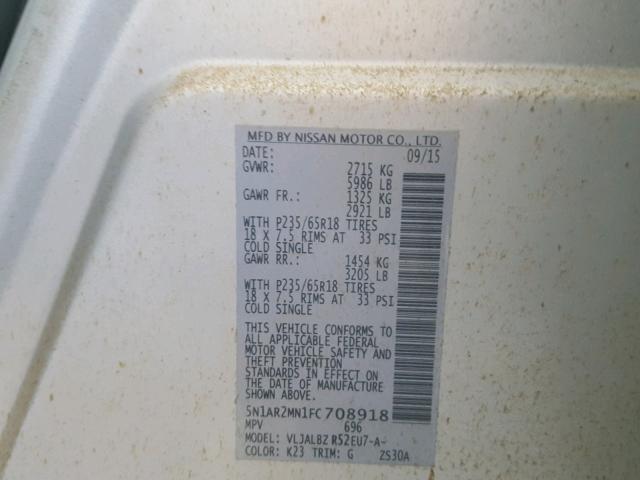 MFD BY NISSAN MOTOR CO., LTD.
DATE: 09/15
GVWR: 2715 KG
5986 LB
GAWR FR.: 1325 KG
2921 LB
WITH P235/65R18 TIRES
18 X 7.5 RIMS AT 33 PSI
COLD SINGLE
GAWR RR.: 1454 KG
3205 LB
WITH P235/65R18 TIRES
18 X 7.5 RIMS AT 33 PSI
COLD SINGLE
THIS VEHICLE CONFORMS TO
ALL APPLICABLE FEDERAL
MOTOR VEHICLE SAFETY AND
THEFT PREVENTION
STANDARDS IN EFFECT ON
THE DATE OF MANUFACTURE
SHOWN ABOVE.
5N1AR2MN1FC708918
MPV 696
MODEL: VLJALBZ R52EU7-A-
COLOR: K23 TRIM: G ZS30A